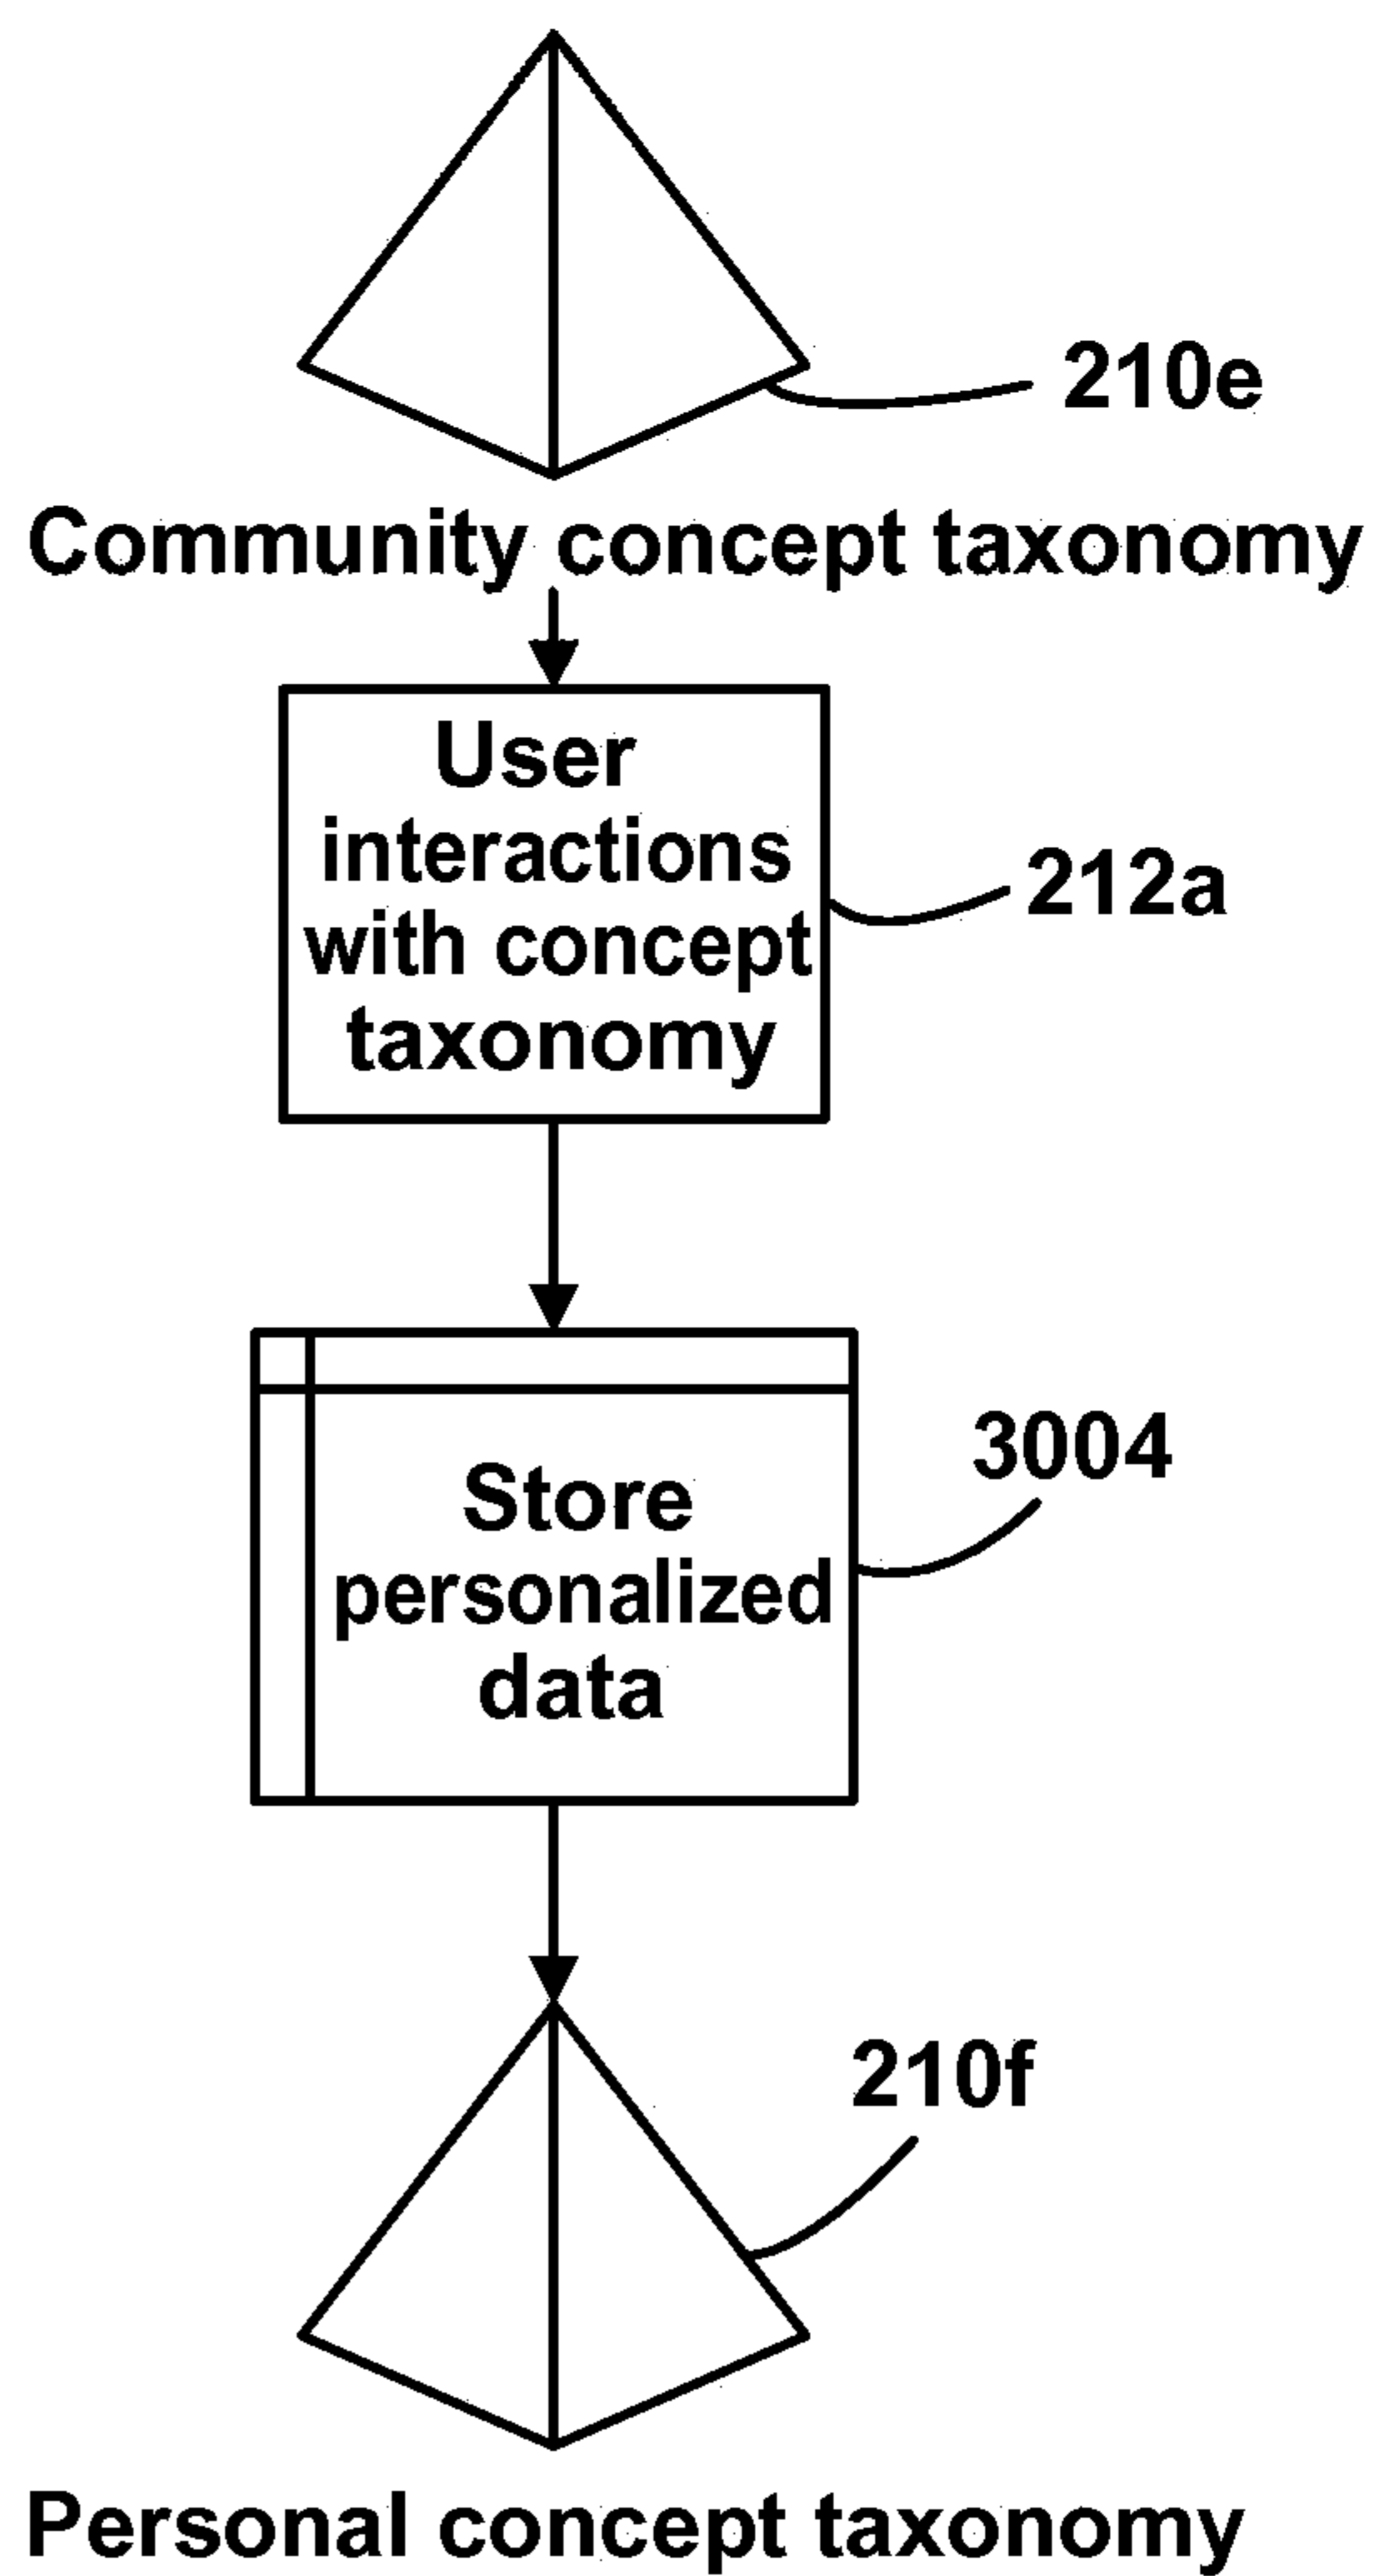 210e
Community concept taxonomy
User
interactions
with concept
taxonomy
212a
3004
Store
personalized
data
210f
Personal concept taxonomy